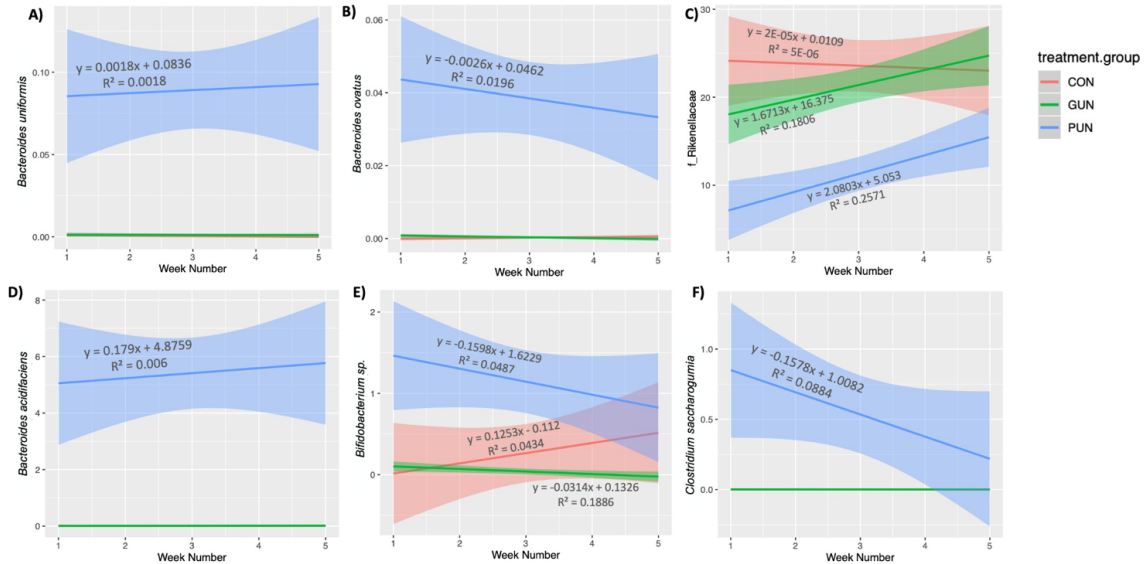 A)
y = 0.0018x + 0.0836
R² = 0.0018
Bacteroides uniformis
0.10
0.05
0.00
1 2 3 4 5
Week Number
B)
y = -0.0026x + 0.0462
R² = 0.0196
Bacteroides ovatus
0.06
0.04
0.02
0.00
1 2 3 4 5
Week Number
C)
y = 2E-05x + 0.0109
R² = 5E-06
y = 1.6713x + 16.375
R² = 0.1806
y = 2.0803x + 5.053
R² = 0.2571
f_Rikenellaceae
30
20
10
1 2 3 4 5
Week Number
treatment.group
CON
GUN
PUN
D)
y = 0.179x + 4.8759
R² = 0.006
Bacteroides acidifaciens
8
6
4
2
0
1 2 3 4 5
Week Number
E)
y = -0.1598x + 1.6229
R² = 0.0487
y = 0.1253x - 0.112
R² = 0.0434
y = -0.0314x + 0.1326
R² = 0.1886
Bifidobacterium sp.
2
1
0
1 2 3 4 5
Week Number
F)
y = -0.1578x + 1.0082
R² = 0.0884
Clostridium saccharogumia
1.0
0.5
0.0
1 2 3 4 5
Week Number